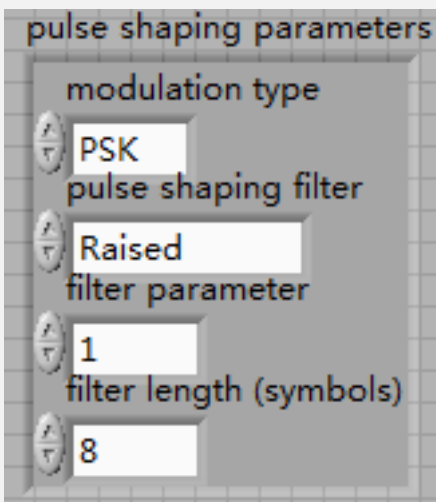 pulse shaping parameters
modulation type
PSK
pulse shaping filter
Raised
filter parameter
1
filter length (symbols)
8